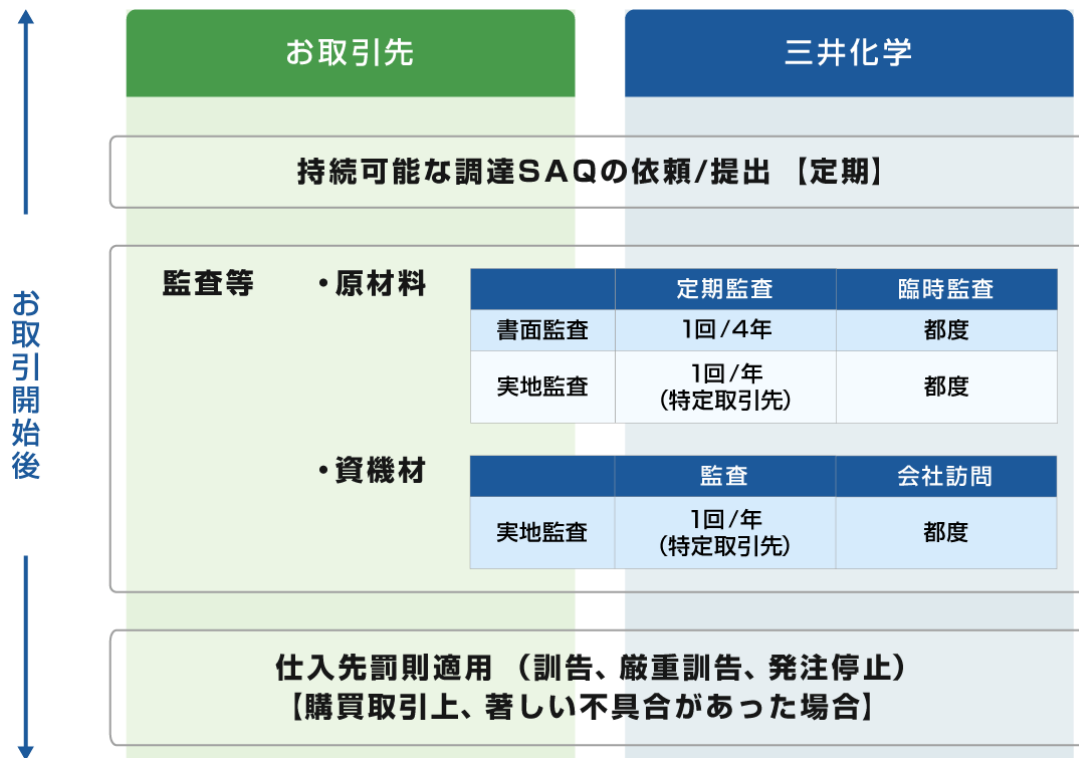 お取引先 三井化学
持続可能な調達SAQの依頼/提出 【定期】
お取引開始後
監査等 ・原材料
定期監査 臨時監査
書面監査 1回/4年 都度
実地監査 1回/年 都度
(特定取引先)
・資機材
監査 会社訪問
実地監査 1回/年 都度
(特定取引先)
仕入先罰則適用 （訓告、厳重訓告、発注停止）
【購買取引上、著しい不具合があった場合】